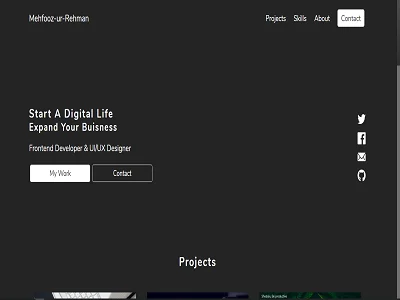 Mehfooz-ur-Rehman
Projects Skills About Contact
Start A Digital Life
Expand Your Buisness
Frontend Developer & UI/UX Designer
My Work Contact
Projects